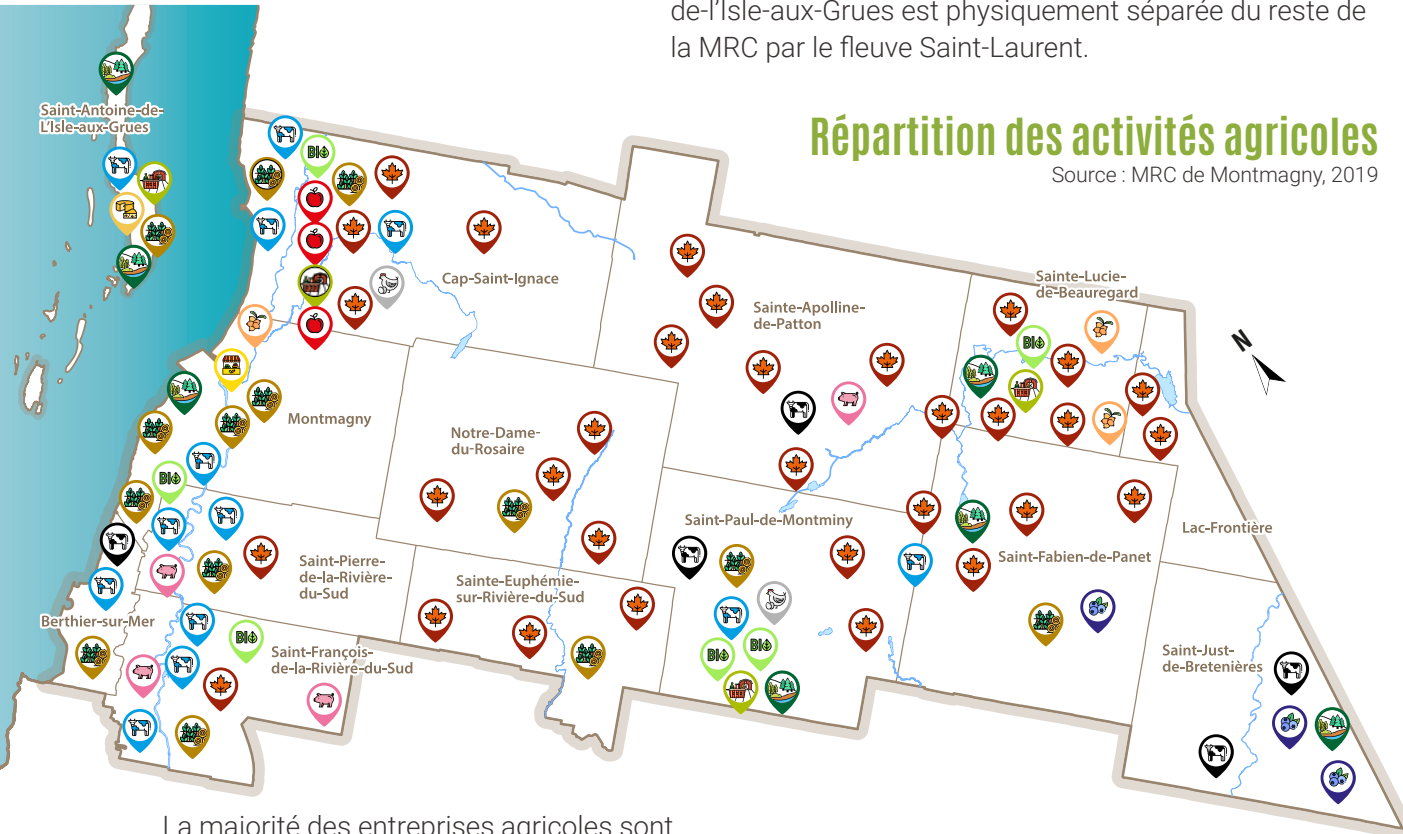 de-l'Isle-aux-Grues est physiquement séparée du reste de
la MRC par le fleuve Saint-Laurent.
Répartition des activités agricoles
Source : MRC de Montmagny, 2019
Saint-Antoine-de-
L'Isle-aux-Grues
BIO
Cap-Saint-Ignace
Sainte-Apolline-
de-Patton
Sainte-Lucie-
de-Beauregard
BIO
N
Montmagny
Notre-Dame-
du-Rosaire
BIO
Saint-Paul-de-Montminy
Lac-Frontière
Saint-Fabien-de-Panet
Saint-Pierre-
de-la-Rivière-
du-Sud
Sainte-Euphémie-
sur-Rivière-du-Sud
Berthier-sur-Mer
BIO
Saint-François-
de-la-Rivière-du-Sud
BIO
BIO
Saint-Just-
de-Bretenières
La majorité des entreprises agricoles sont